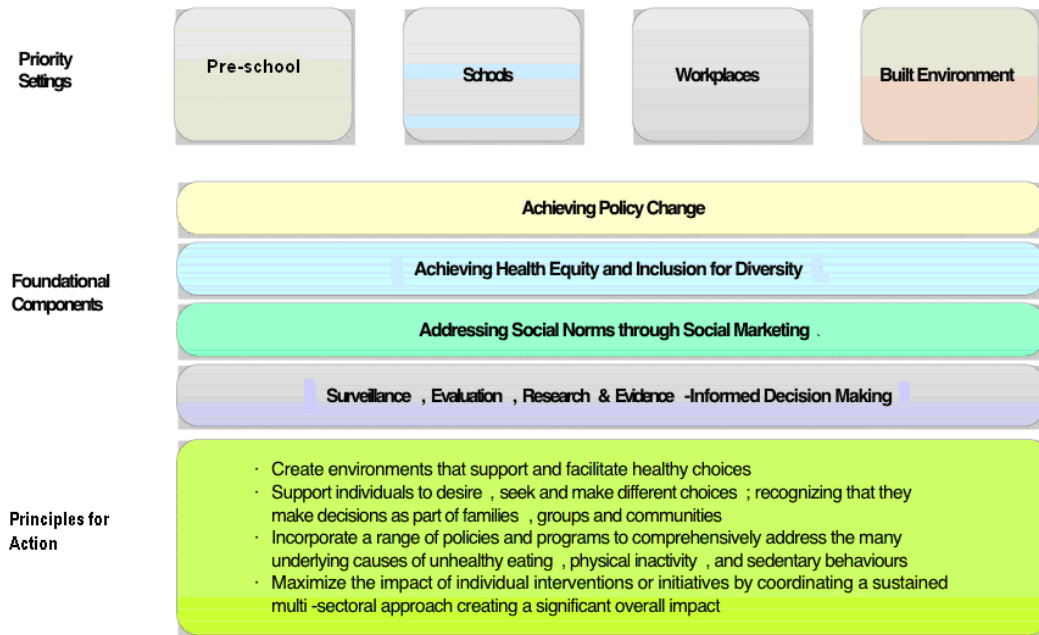 Priority
Settings
Pre-school
Schools
Workplaces
Built Environment
Foundational
Components
Achieving Policy Change
Achieving Health Equity and Inclusion for Diversity
Addressing Social Norms through Social Marketing .
Surveillance , Evaluation , Research & Evidence -Informed Decision Making
Principles for
Action
· Create environments that support and facilitate healthy choices
· Support individuals to desire , seek and make different choices ; recognizing that they
make decisions as part of families , groups and communities
· Incorporate a range of policies and programs to comprehensively address the many
underlying causes of unhealthy eating , physical inactivity , and sedentary behaviours
· Maximize the impact of individual interventions or initiatives by coordinating a sustained
multi -sectoral approach creating a significant overall impact